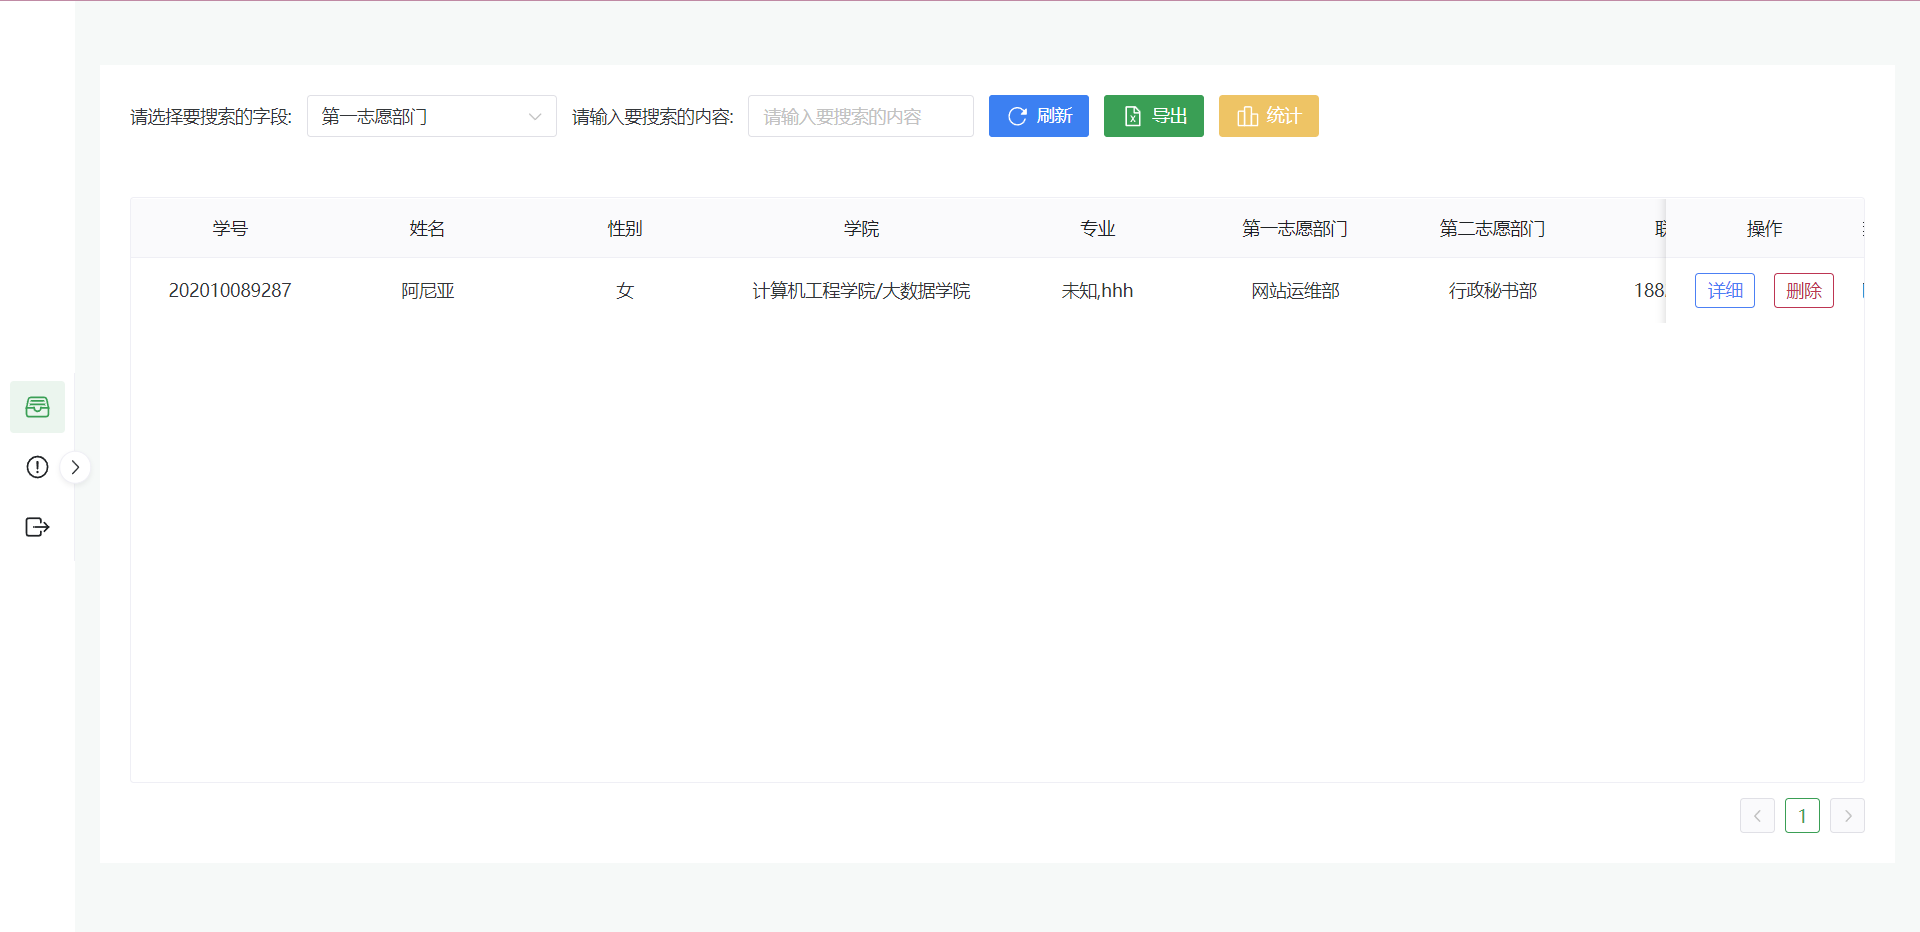 请选择要搜索的字段: 第一志愿部门 请输入要搜索的内容: 请输入要搜索的内容 刷新 导出 统计
学号 姓名 性别 学院 专业 第一志愿部门 第二志愿部门 操作
202010089287 阿尼亚 女 计算机工程学院/大数据学院 未知,hhh 网站运维部 行政秘书部 188 详细 删除
1